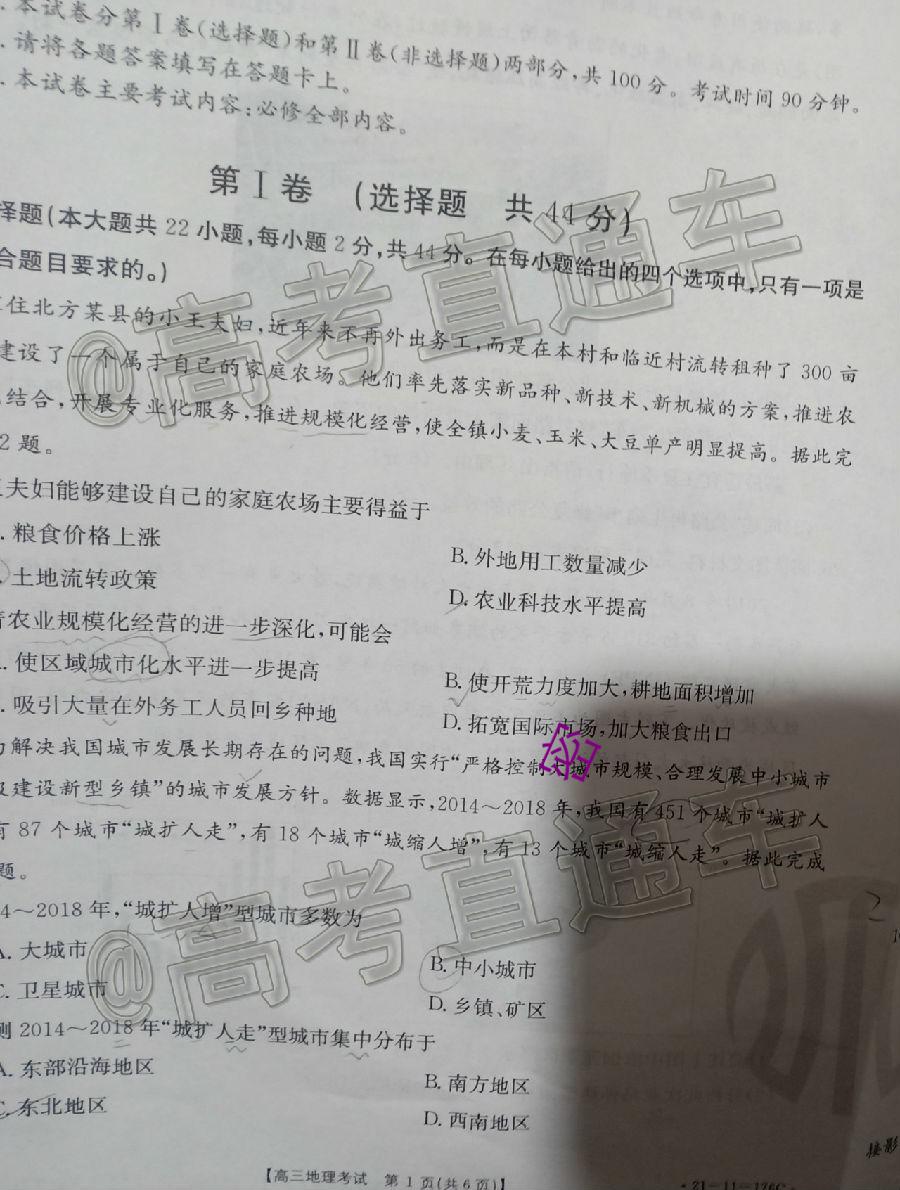 .本试卷分第Ⅰ卷(选择题)和第Ⅱ卷(非选择题)两部分,共100分。考试时间90分钟。
.请将各题答案填写在答题卡上。
.本试卷主要考试内容:必修全部内容。
第Ⅰ卷 (选择题 共44分)
择题(本大题共22小题,每小题2分,共44分。在每小题给出的四个选项中,只有一项是
合题目要求的。)
住北方某县的小王夫妇,近年来不再外出务工,而是在本村和临近村流转租种了300亩
建设了一个属于自己的家庭农场。他们率先落实新品种、新技术、新机械的方案,推进农
结合,开展专业化服务,推进规模化经营,使全镇小麦、玉米、大豆单产明显提高。据此完
2题。
夫妇能够建设自己的家庭农场主要得益于
.粮食价格上涨
B.外地用工数量减少
.土地流转政策
D.农业科技水平提高
农业规模化经营的进一步深化,可能会
.使区域城市化水平进一步提高
B.使开荒力度加大,耕地面积增加
.吸引大量在外务工人员回乡种地
D.拓宽国际市场,加大粮食出口
解决我国城市发展长期存在的问题,我国实行“严格控制大城市规模、合理发展中小城市
建设新型乡镇”的城市发展方针。数据显示,2014～2018年,我国有451个城市“城扩人
有87个城市“城扩人走”,有18个城市“城缩人增”,有13个城市“城缩人走”。据此完成
题。
4～2018年,“城扩人增”型城市多数为
A.大城市
B.中小城市
C.卫星城市
D.乡镇、矿区
测2014～2018年“城扩人走”型城市集中分布于
A.东部沿海地区
B.南方地区
C.东北地区
D.西南地区
【高三地理考试 第1页(共6页)】
·21-11-126C·
@高考直通车
@高考直通车